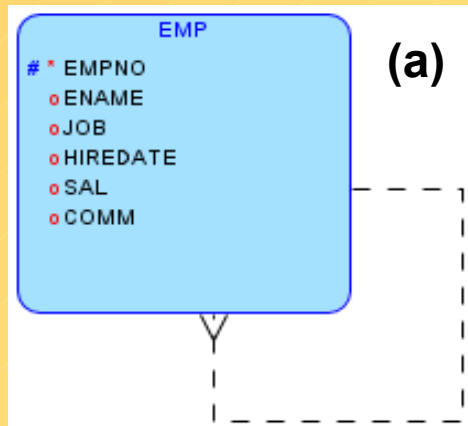 EMP
(a)
# * EMPNO
o ENAME
o JOB
o HIREDATE
o SAL
o COMM